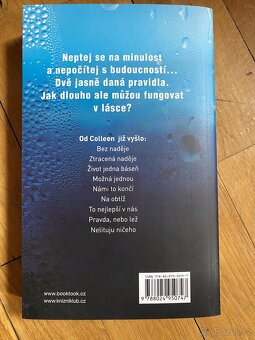 Neptej se na minulost
a nepočítej s budoucností...
Dvě jasně daná pravidla.
Jak dlouho ale můžou fungovat
v lásce?
Od Colleen již vyšlo:
Bez naděje
Ztracená naděje
Život jedna báseň
Možná jednou
Námi to končí
Na obtíž
To nejlepší v nás
Pravda, nebo lež
Nelituju ničeho
www.booktook.cz
www.knizniklub.cz
9788024950747